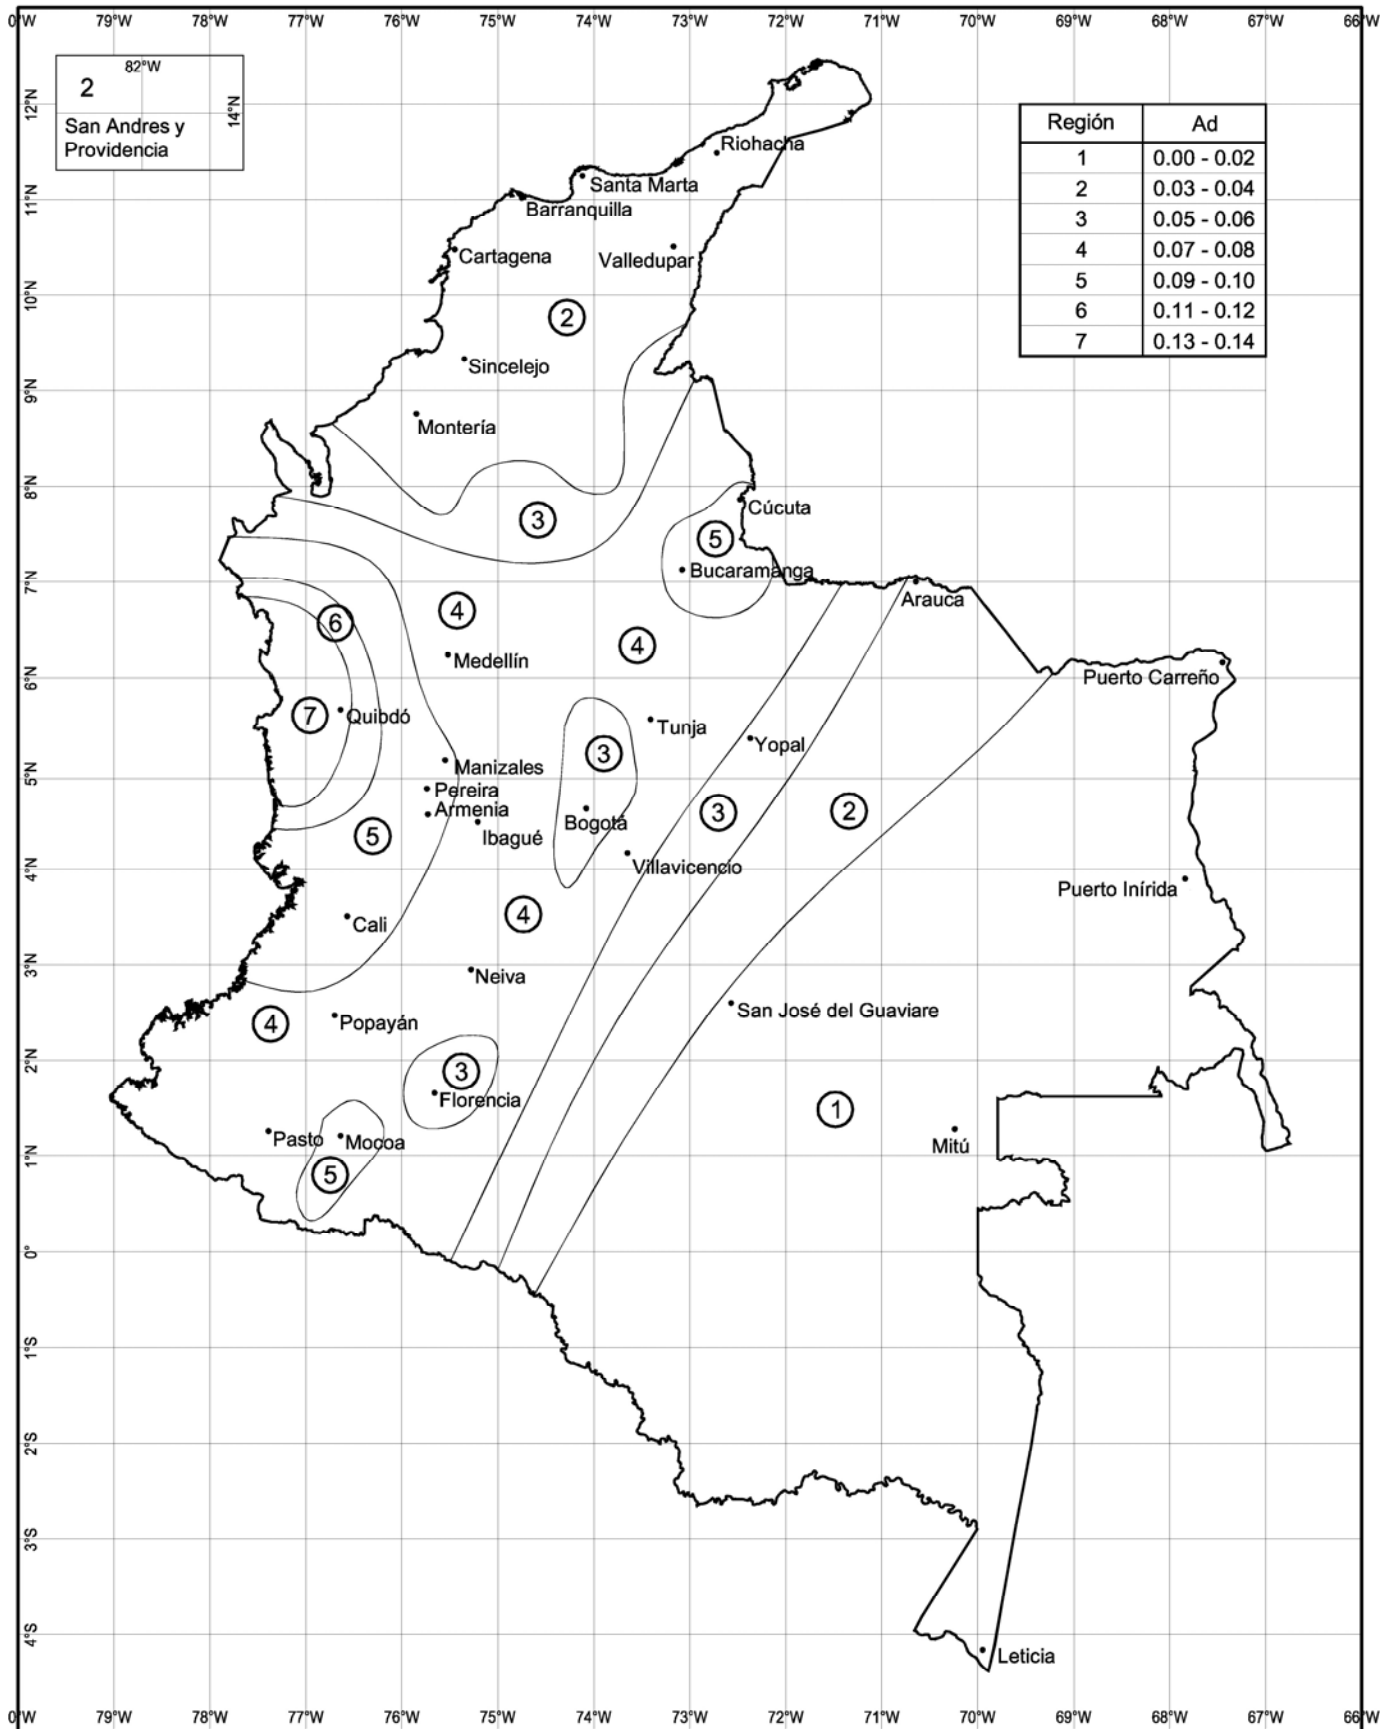 0°W 79°W 78°W 77°W 76°W 75°W 74°W 73°W 72°W 71°W 70°W 69°W 68°W 67°W 66°W
82°W
2
14°N
San Andres y
Providencia
12°N
Región Ad
1 0.00 - 0.02
2 0.03 - 0.04
3 0.05 - 0.06
4 0.07 - 0.08
5 0.09 - 0.10
6 0.11 - 0.12
7 0.13 - 0.14
Riohacha
Santa Marta
11°N
Barranquilla
Cartagena
Valledupar
10°N
2
Sincelejo
9°N
Montería
8°N
Cúcuta
3
5
Bucaramanga
7°N
Arauca
4
6
4
Medellín
6°N
Puerto Carreño
7
Quibdó
Tunja
Yopal
3
Manizales
5°N
Pereira
Armenia
Bogotá
3
2
5
Ibagué
Villavicencio
4°N
Puerto Inírida
4
Cali
3°N
Neiva
San José del Guaviare
4
Popayán
2°N
3
Florencia
1
Pasto
Mocoa
Mitú
1°N
5
0°
1°S
2°S
3°S
4°S
Leticia
0°W 79°W 78°W 77°W 76°W 75°W 74°W 73°W 72°W 71°W 70°W 69°W 68°W 67°W 66°W